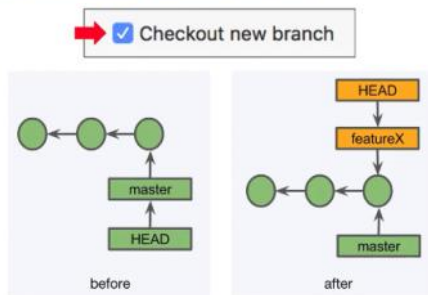 Checkout new branch
HEAD
featureX
master
HEAD
master
before
after